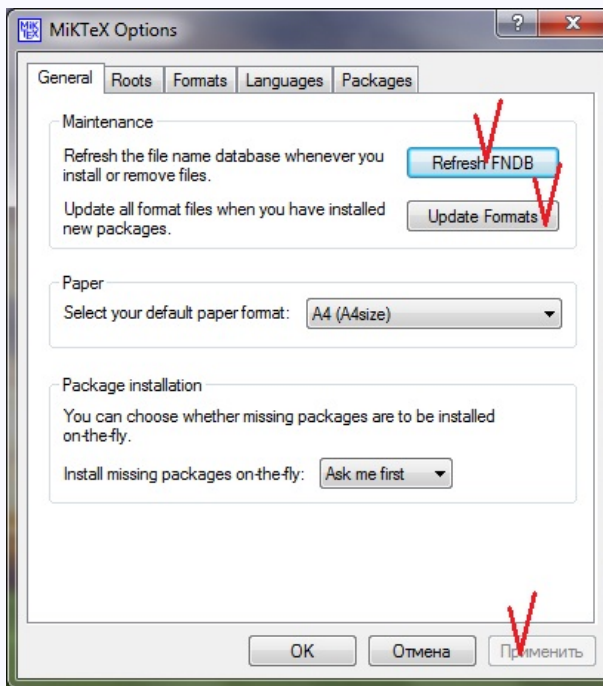 MiKTeX Options
General Roots Formats Languages Packages
Maintenance
Refresh the file name database whenever you
install or remove files.
Refresh FNDB
Update all format files when you have installed
new packages.
Update Formats
Paper
Select your default paper format: A4 (A4size)
Package installation
You can choose whether missing packages are to be installed
on-the-fly.
Install missing packages on-the-fly: Ask me first
OK Отмена Применить